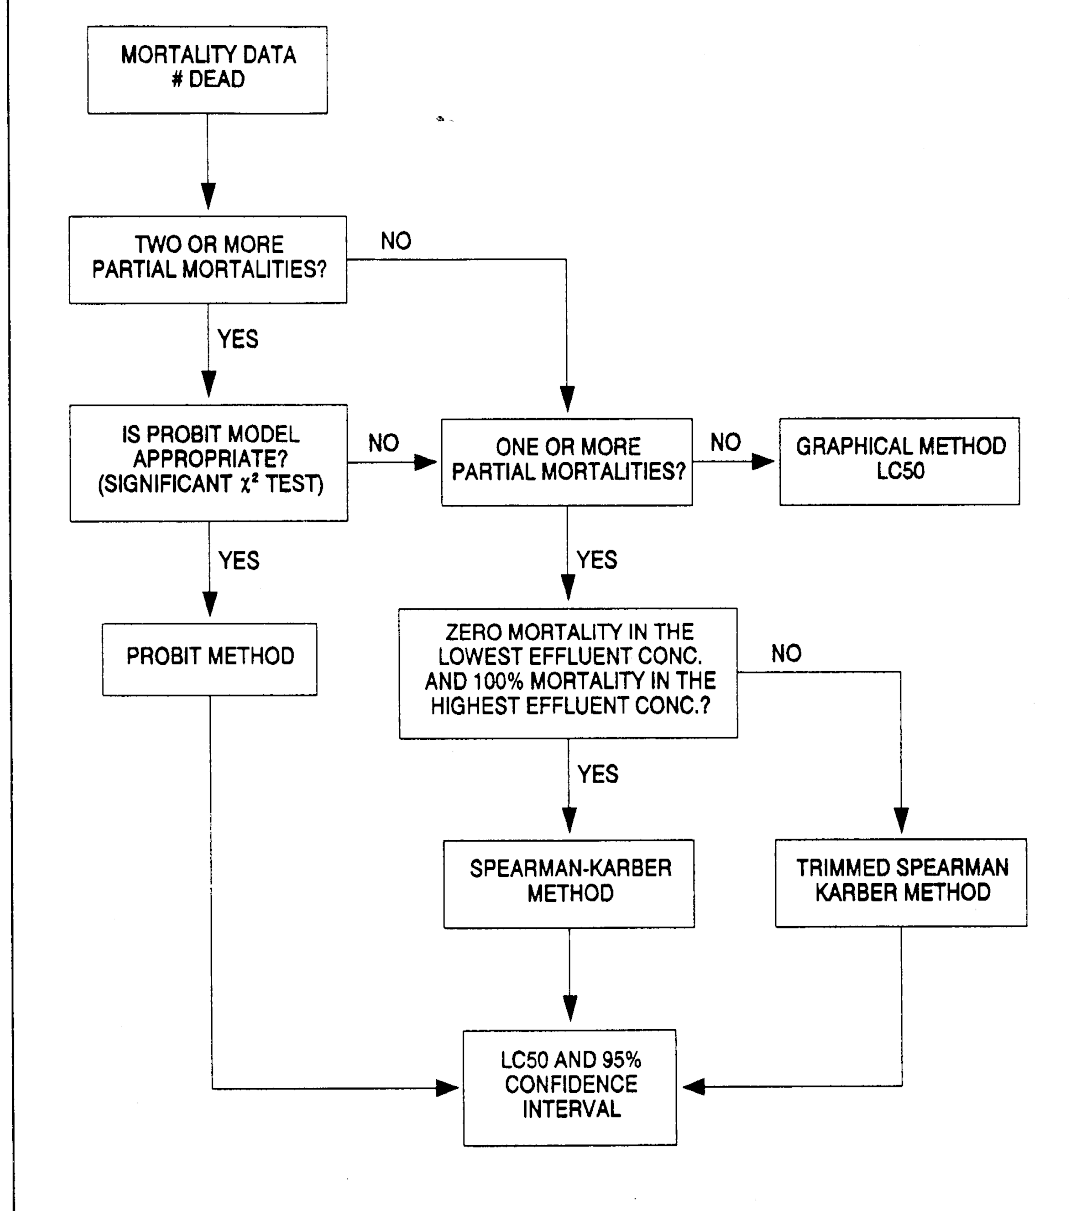 MORTALITY DATA
# DEAD
TWO OR MORE
PARTIAL MORTALITIES?
NO
YES
IS PROBIT MODEL
APPROPRIATE?
(SIGNIFICANT χ² TEST)
NO
ONE OR MORE
PARTIAL MORTALITIES?
NO
GRAPHICAL METHOD
LC50
YES
YES
PROBIT METHOD
ZERO MORTALITY IN THE
LOWEST EFFLUENT CONC.
AND 100% MORTALITY IN THE
HIGHEST EFFLUENT CONC.?
NO
YES
SPEARMAN-KARBER
METHOD
TRIMMED SPEARMAN
KARBER METHOD
LC50 AND 95%
CONFIDENCE
INTERVAL